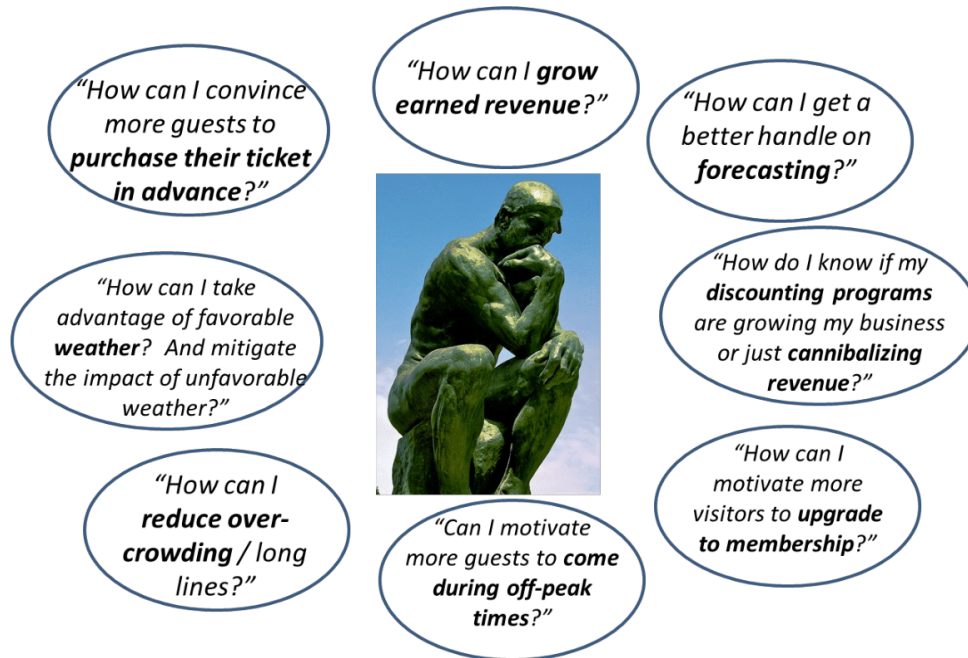 “How can I grow
earned revenue?”
“How can I convince
more guests to
purchase their ticket
in advance?”
“How can I get a
better handle on
forecasting?”
“How can I take
advantage of favorable
weather?  And mitigate
the impact of unfavorable
weather?”
“How do I know if my
discounting programs
are growing my business
or just cannibalizing
revenue?”
“How can I
reduce over-
crowding / long
lines?”
“Can I motivate
more guests to come
during off-peak
times?”
“How can I
motivate more
visitors to upgrade
to membership?”